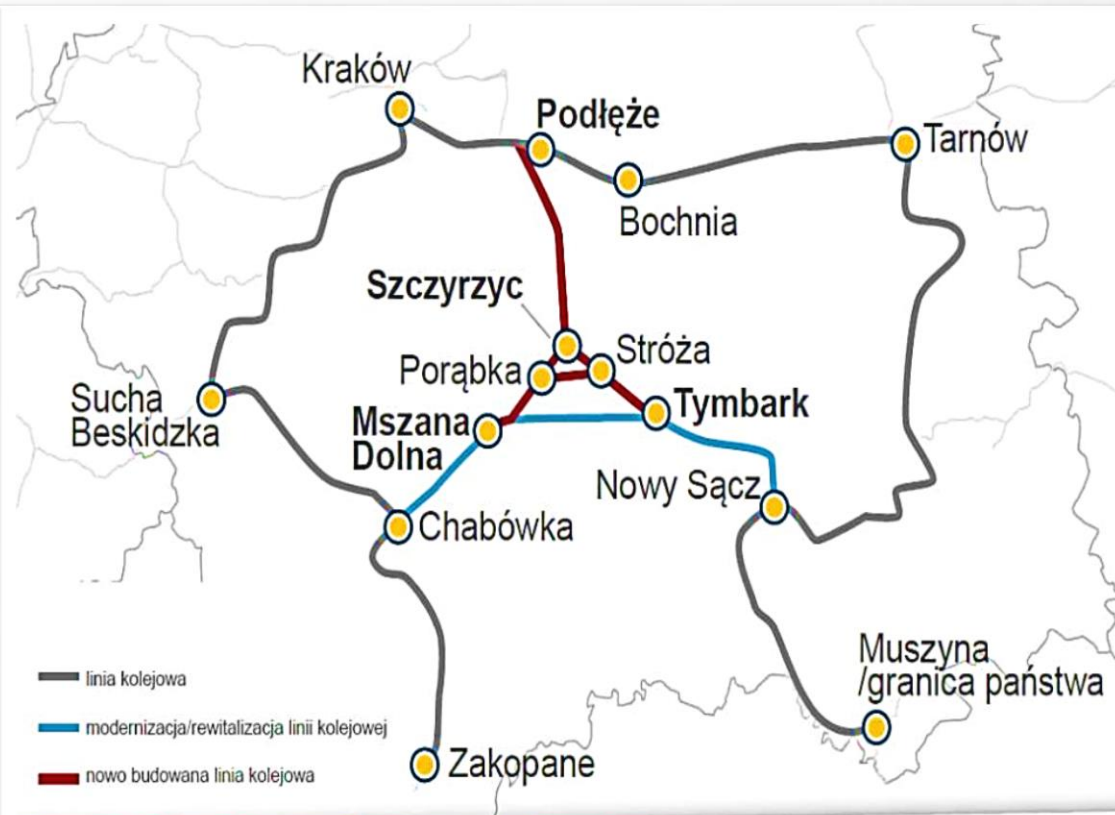 Kraków
Podłęże
Tarnów
Bochnia
Szczyrzyc
Stróża
Porąbka
Sucha
Beskidzka
Mszana
Dolna
Tymbark
Nowy Sącz
Chabówka
Muszyna
/granica państwa
Zakopane
linia kolejowa
modernizacja/rewitalizacja linii kolejowej
nowo budowana linia kolejowa